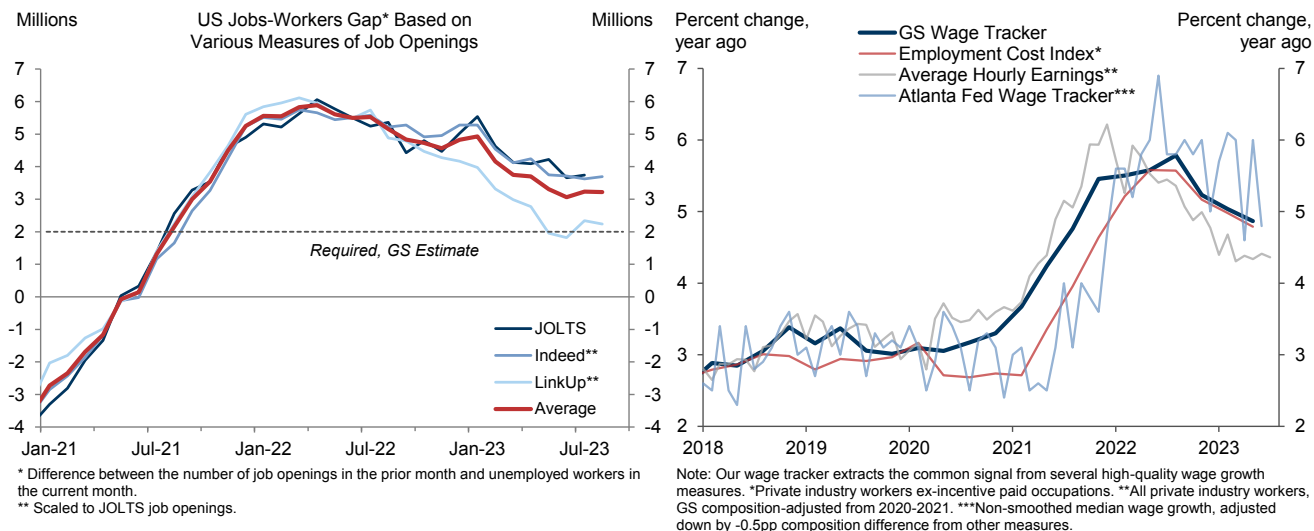 Millions
US Jobs-Workers Gap* Based on
Various Measures of Job Openings
Millions
7
6
5
4
3
2
1
0
-1
-2
-3
-4
Required, GS Estimate
JOLTS
Indeed**
LinkUp**
Average
7
6
5
4
3
2
1
0
-1
-2
-3
-4
Jan-21
Jul-21
Jan-22
Jul-22
Jan-23
Jul-23
* Difference between the number of job openings in the prior month and unemployed workers in
the current month.
** Scaled to JOLTS job openings.
Percent change,
year ago
GS Wage Tracker
Employment Cost Index*
Average Hourly Earnings**
Atlanta Fed Wage Tracker***
Percent change,
year ago
7
6
5
4
3
2
7
6
5
4
3
2
2018
2019
2020
2021
2022
2023
Note: Our wage tracker extracts the common signal from several high-quality wage growth
measures. *Private industry workers ex-incentive paid occupations. **All private industry workers,
GS composition-adjusted from 2020-2021. ***Non-smoothed median wage growth, adjusted
down by -0.5pp composition difference from other measures.